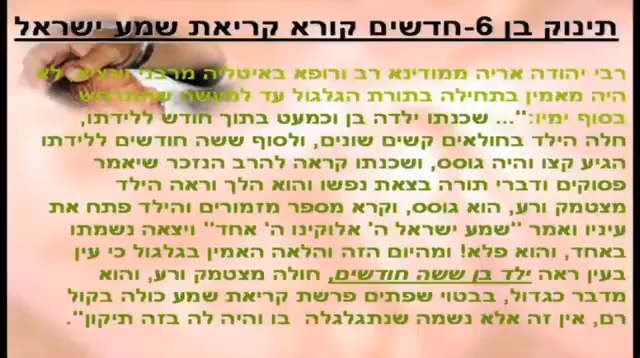 תינוק בן 6-חדשים קורא קריאת שמע ישראל
רבי יהודה אריה ממודינא רב ורופא באיטליה מרבני ונציא, לא
היה מאמין בתחילה בתורת הגלגול עד למעשה שהתרחש
בסוף ימיו:"... שכנתו ילדה בן וכמעט בתוך חודש ללידתו,
חלה הילד בחולאים קשים שונים, ולסוף ששה חודשים ללידתו
הגיע קצו והיה גוסס, ושכנתו קראה להרב הנזכר שיאמר
פסוקים ודברי תורה בצאת נפשו והוא הלך וראה הילד
מצטמק ורע, הוא גוסס, וקרא מספר מזמורים והילד פתח את
עיניו ואמר "שמע ישראל ה' אלוקינו ה' אחד" ויצאה נשמתו
באחד, והוא פלא! ומהיום הזה והלאה האמין בגלגול כי עין
בעין ראה ילד בן ששה חודשים, חולה מצטמק ורע, והוא
מדבר כגדול, בבטוי שפתים פרשת קריאת שמע כולה בקול
רם, אין זה אלא נשמה שנתגלגלה בו והיה לה בזה תיקון".